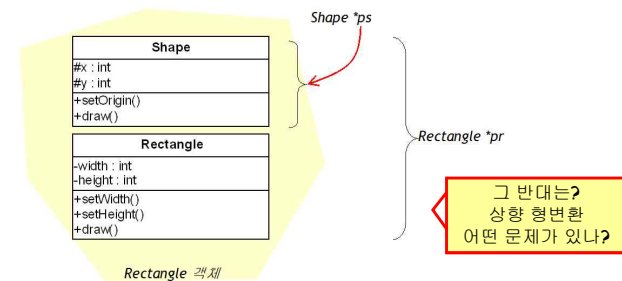 Shape *ps
Shape
#x : int
#y : int
+setOrigin()
+draw()
Rectangle
-width : int
-height : int
+setWidth()
+setHeight()
+draw()
Rectangle *pr
그 반대는?
상향 형변환
어떤 문제가 있나?
Rectangle 객체